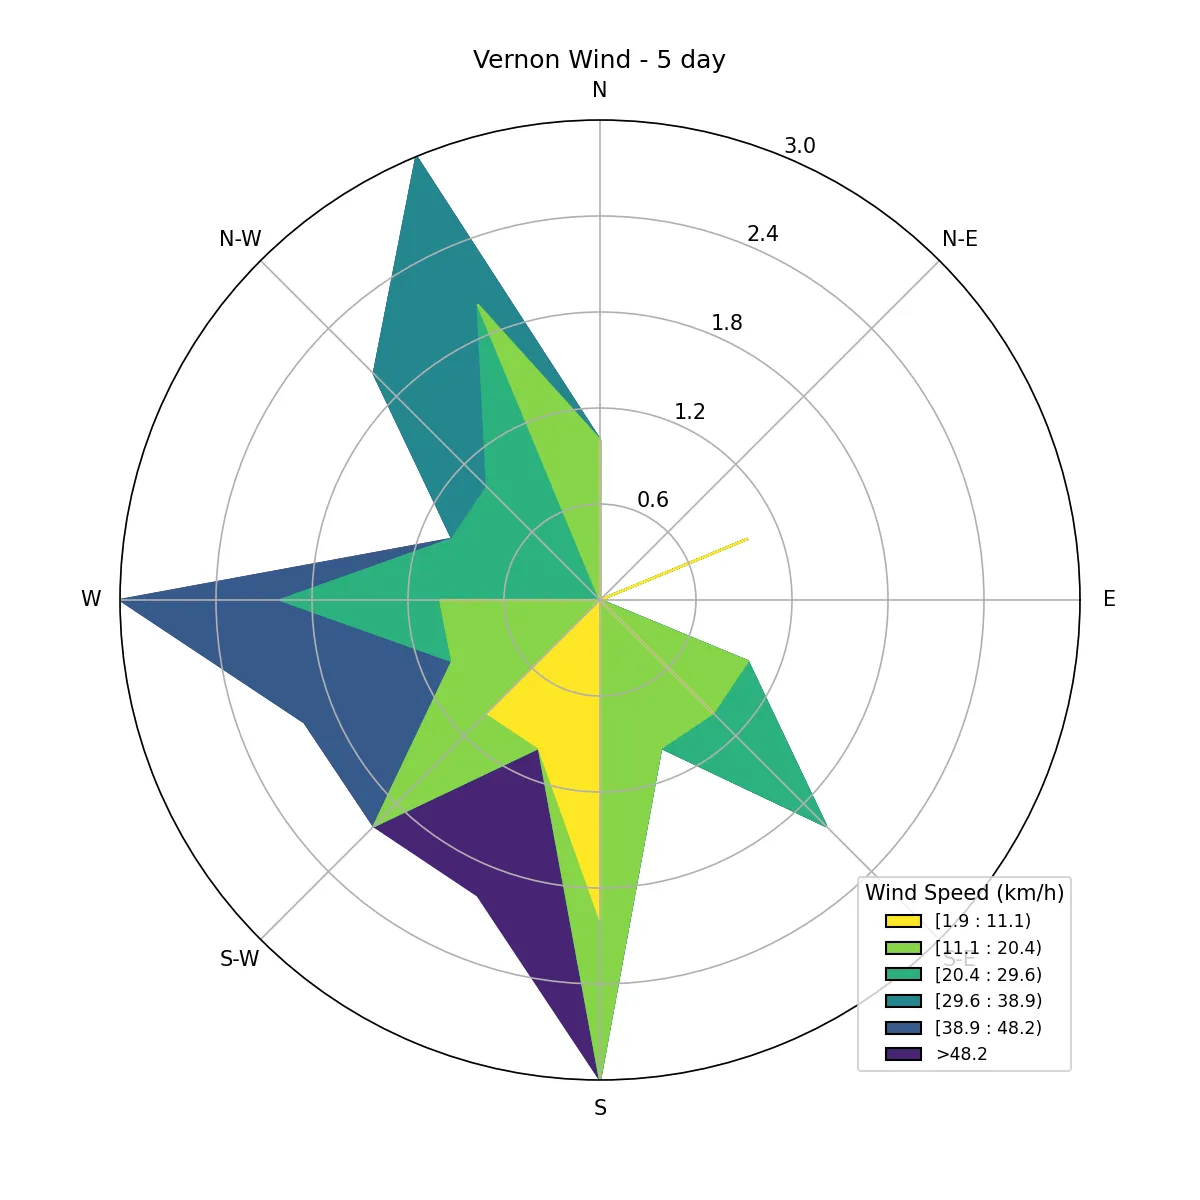 Vernon Wind - 5 day
N
3.0
N-W
2.4
N-E
1.8
1.2
0.6
W
E
Wind Speed (km/h)
[1.9 : 11.1)
[11.1 : 20.4)
S-W
S-E
[20.4 : 29.6)
[29.6 : 38.9)
[38.9 : 48.2)
>48.2
S